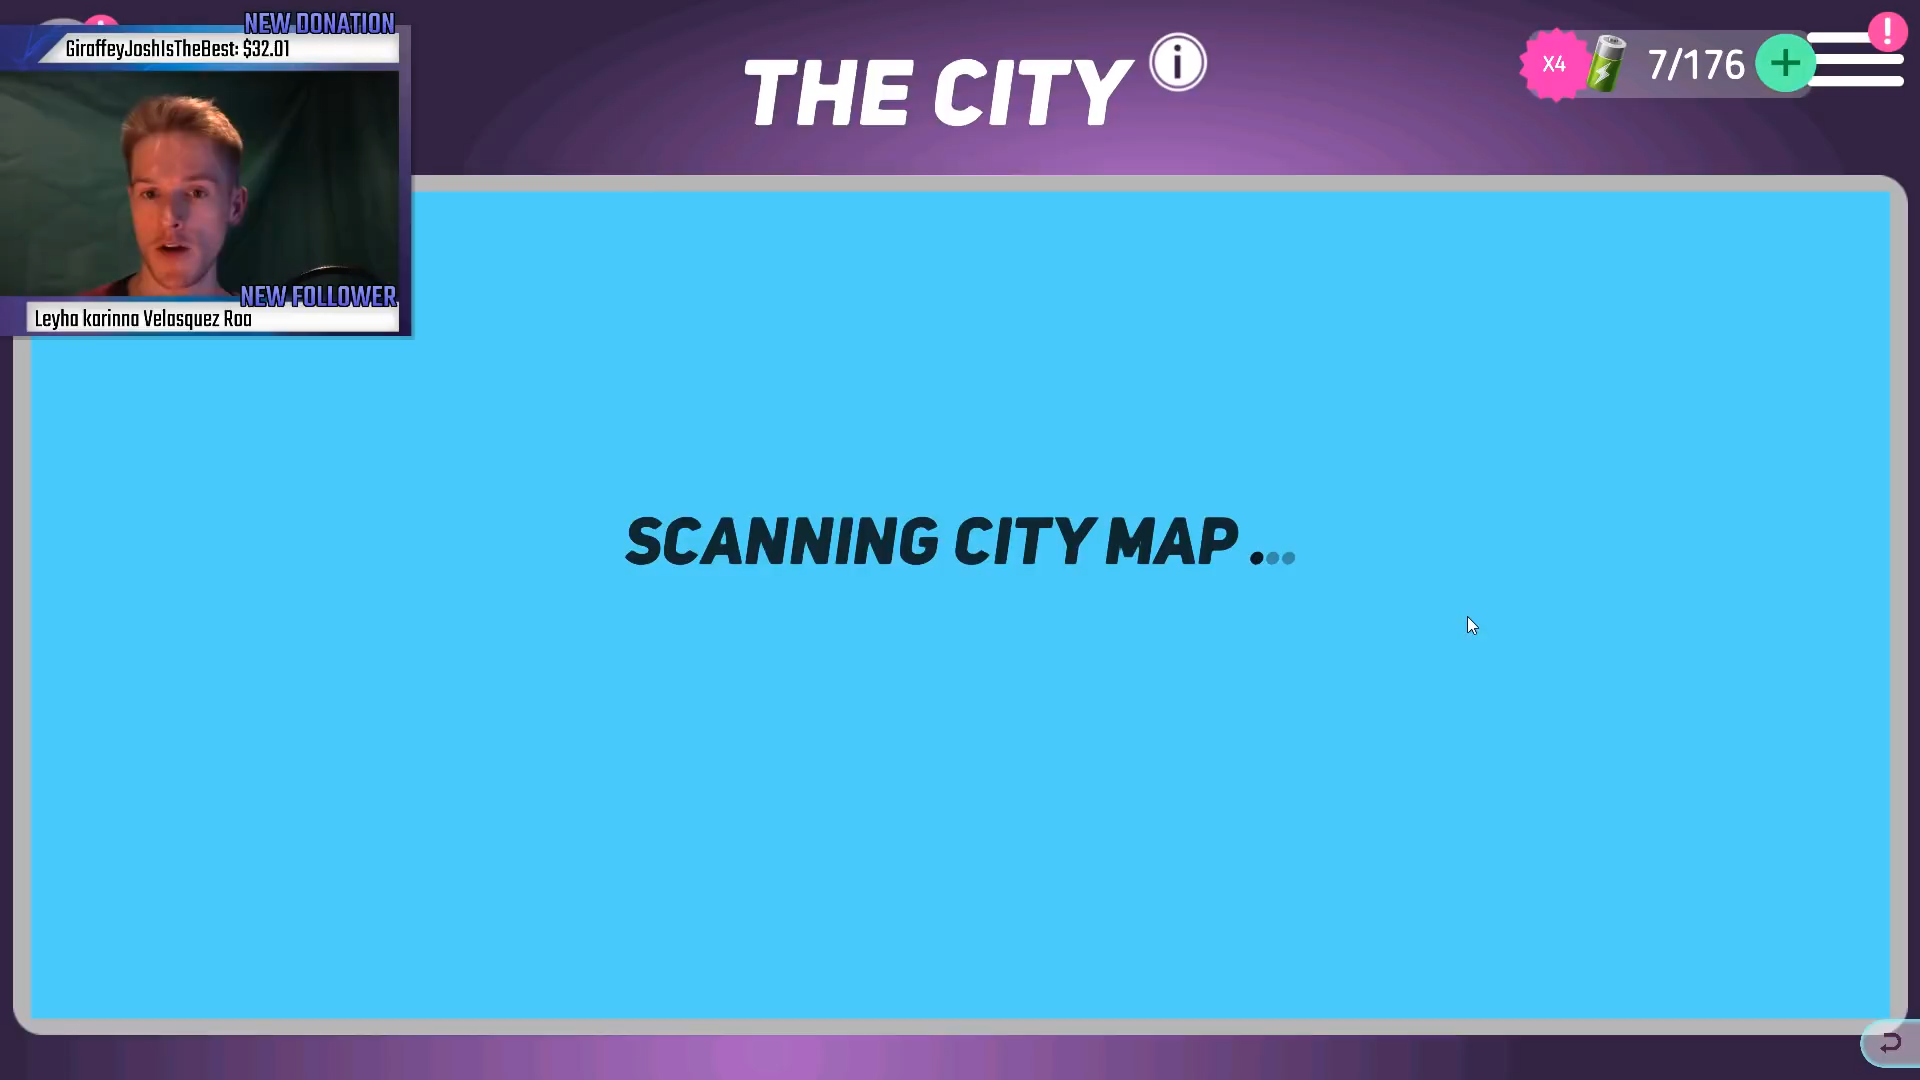 NEW DONATION
GiraffeyJoshIsTheBest: $32.01
THE CITY
i
X4
7/176
+
!
NEW FOLLOWER
Leyha karinna Velasquez Roa
SCANNING CITY MAP ...